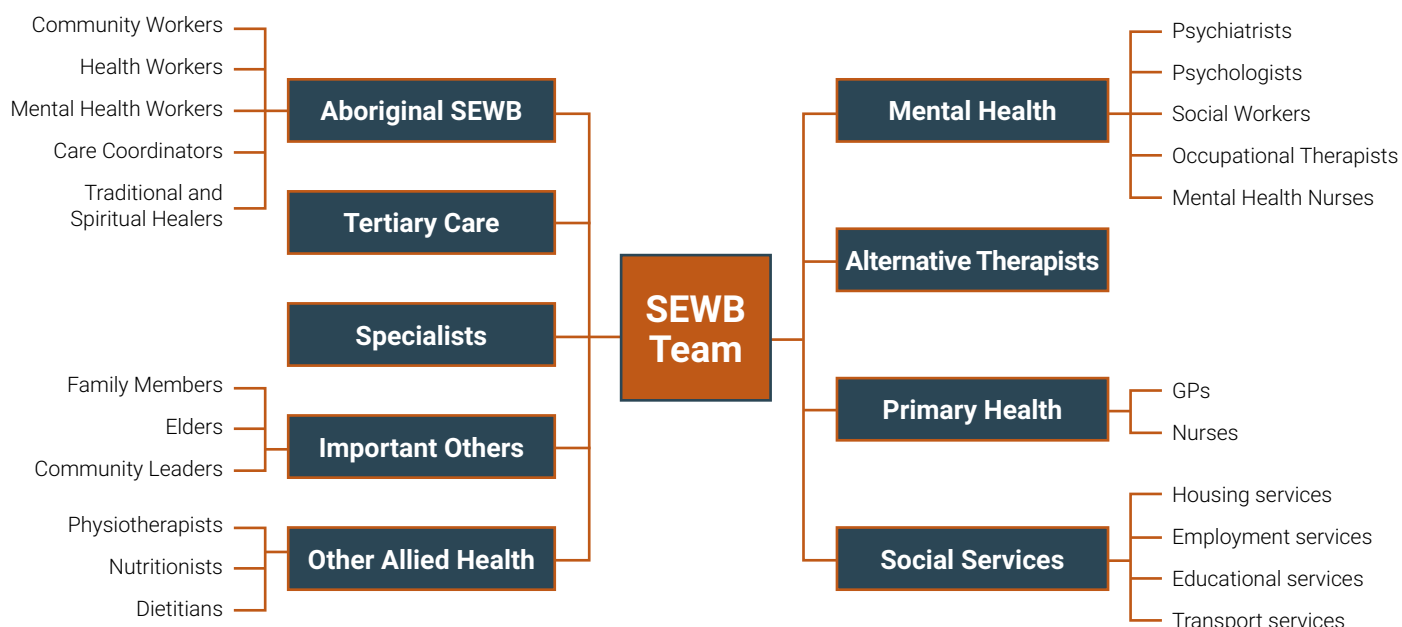 Community Workers
Health Workers
Mental Health Workers
Care Coordinators
Traditional and
Spiritual Healers
Aboriginal SEWB
Tertiary Care
Specialists
Family Members
Elders
Community Leaders
Important Others
Physiotherapists
Nutritionists
Dietitians
Other Allied Health
SEWB
Team
Mental Health
Psychiatrists
Psychologists
Social Workers
Occupational Therapists
Mental Health Nurses
Alternative Therapists
Primary Health
GPs
Nurses
Social Services
Housing services
Employment services
Educational services
Transport services